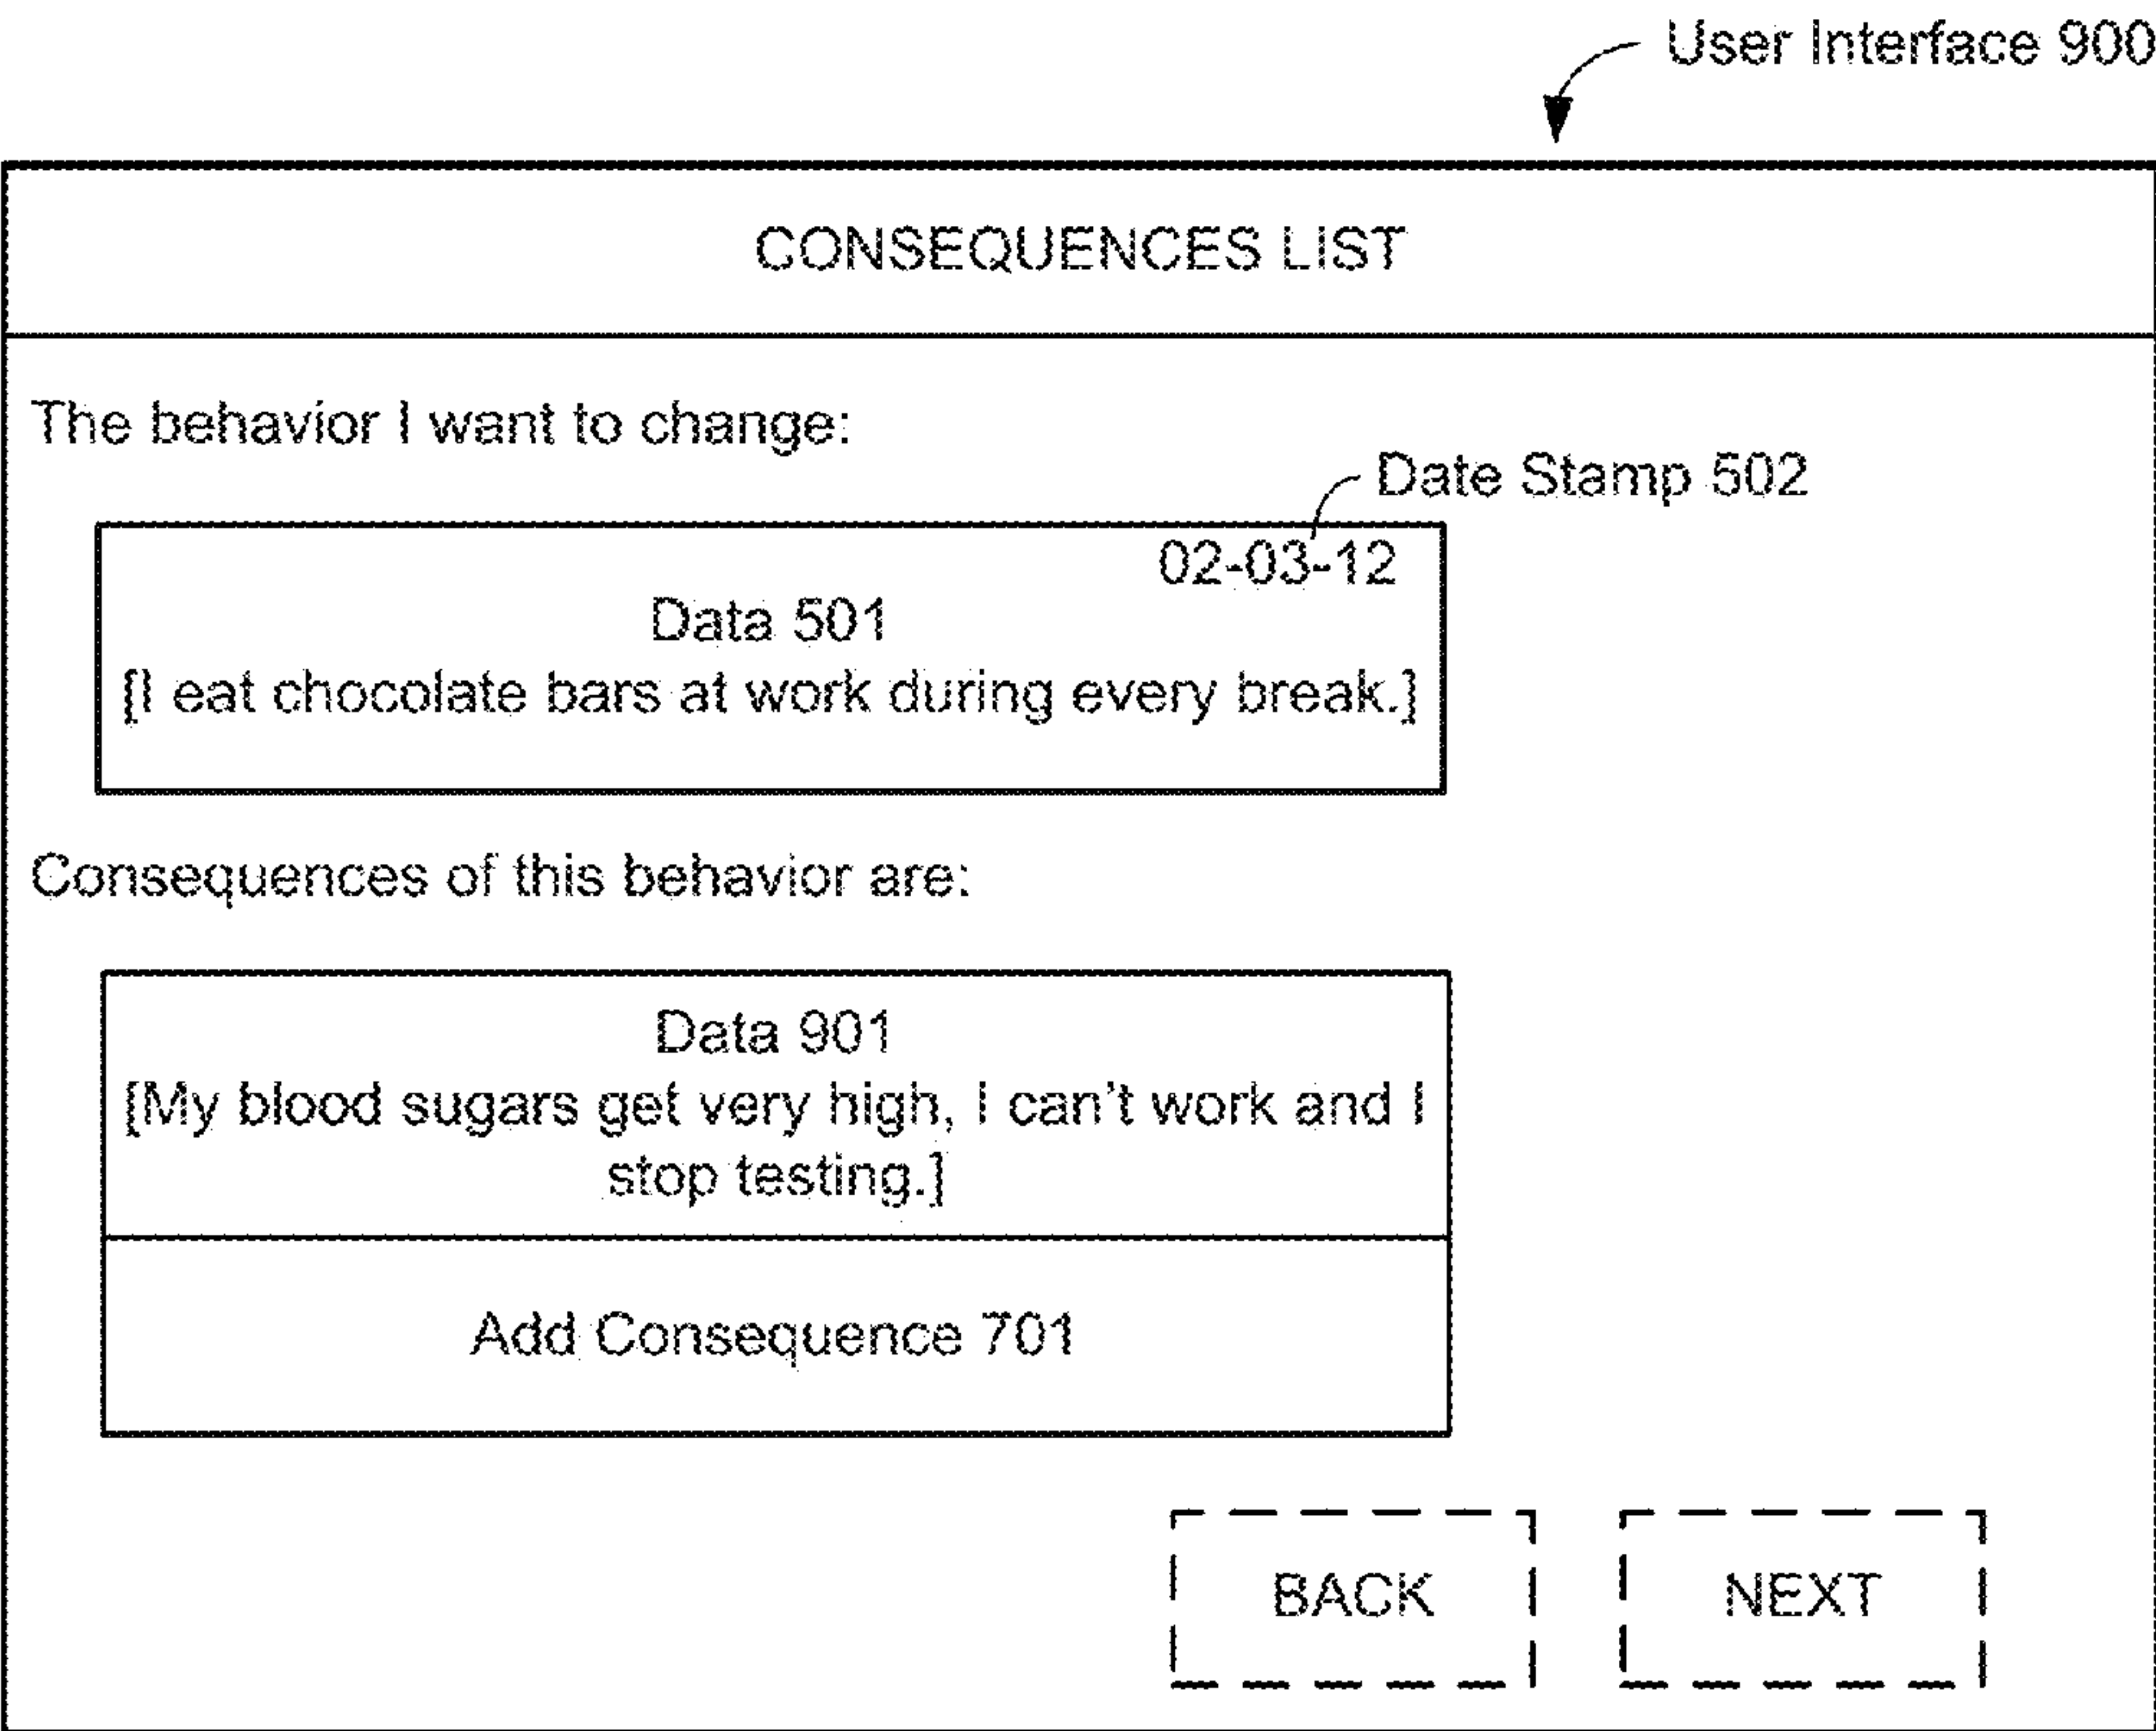 User Interface 900
CONSEQUENCES LIST
The behavior I want to change:
Date Stamp 502
02-03-12
Data 501
[I eat chocolate bars at work during every break.]
Consequences of this behavior are:
Data 901
[My blood sugars get very high, I can't work and I
stop testing.]
Add Consequence 701
BACK
NEXT